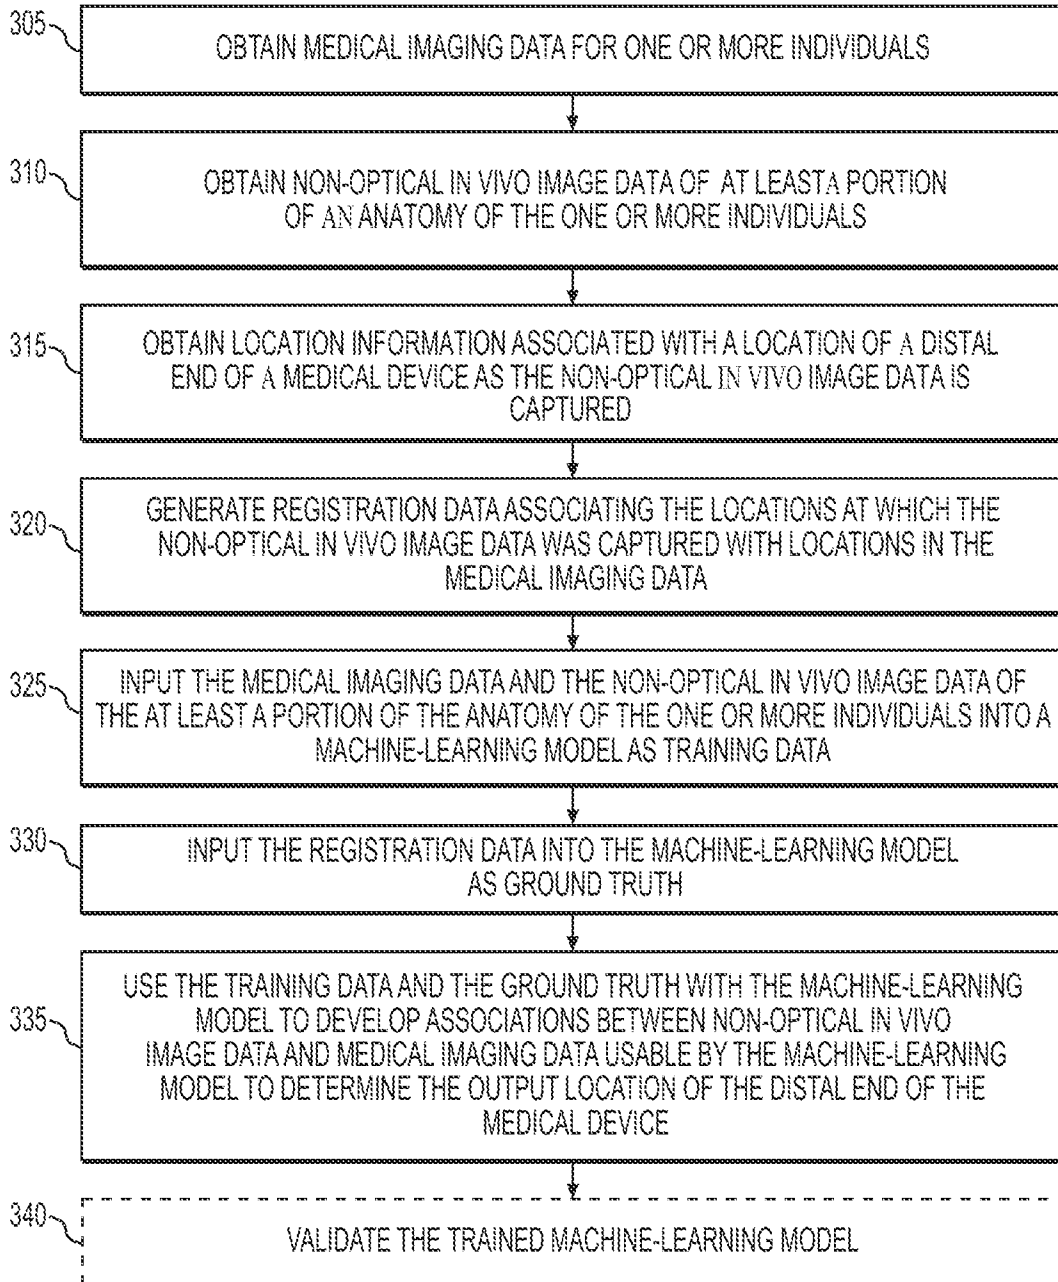 305
OBTAIN MEDICAL IMAGING DATA FOR ONE OR MORE INDIVIDUALS
310
OBTAIN NON-OPTICAL IN VIVO IMAGE DATA OF AT LEAST A PORTION
OF AN ANATOMY OF THE ONE OR MORE INDIVIDUALS
315
OBTAIN LOCATION INFORMATION ASSOCIATED WITH A LOCATION OF A DISTAL
END OF A MEDICAL DEVICE AS THE NON-OPTICAL IN VIVO IMAGE DATA IS
CAPTURED
320
GENERATE REGISTRATION DATA ASSOCIATING THE LOCATIONS AT WHICH THE
NON-OPTICAL IN VIVO IMAGE DATA WAS CAPTURED WITH LOCATIONS IN THE
MEDICAL IMAGING DATA
325
INPUT THE MEDICAL IMAGING DATA AND THE NON-OPTICAL IN VIVO IMAGE DATA OF
THE AT LEAST A PORTION OF THE ANATOMY OF THE ONE OR MORE INDIVIDUALS INTO A
MACHINE-LEARNING MODEL AS TRAINING DATA
330
INPUT THE REGISTRATION DATA INTO THE MACHINE-LEARNING MODEL
AS GROUND TRUTH
335
USE THE TRAINING DATA AND THE GROUND TRUTH WITH THE MACHINE-LEARNING
MODEL TO DEVELOP ASSOCIATIONS BETWEEN NON-OPTICAL IN VIVO
IMAGE DATA AND MEDICAL IMAGING DATA USABLE BY THE MACHINE-LEARNING
MODEL TO DETERMINE THE OUTPUT LOCATION OF THE DISTAL END OF THE
MEDICAL DEVICE
340
VALIDATE THE TRAINED MACHINE-LEARNING MODEL